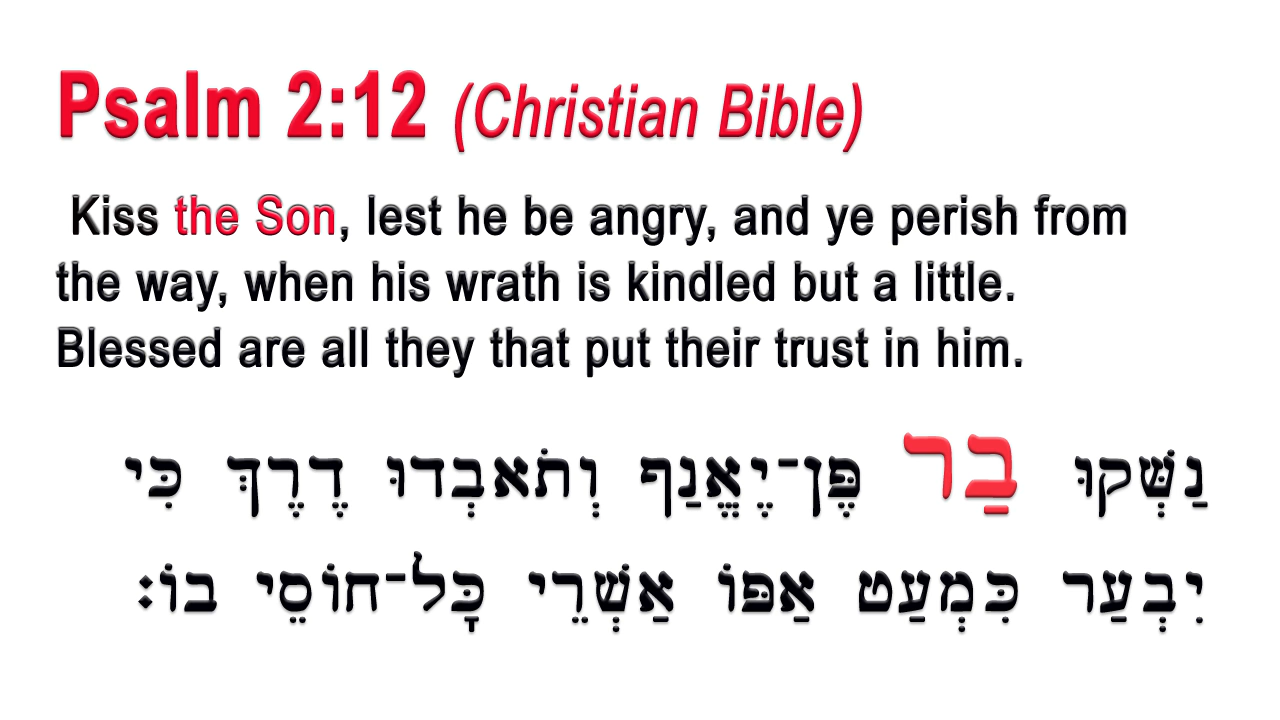 Psalm 2:12 (Christian Bible)
Kiss the Son, lest he be angry, and ye perish from
the way, when his wrath is kindled but a little.
Blessed are all they that put their trust in him.
נַשְּׁקוּ בַר פֶּן־יֶאֱנַף וְתֹאבְדוּ דֶרֶךְ כִּי
יִבְעַר כִּמְעַט אַפּוֹ אַשְׁרֵי כָּל־חוֹסֵי בוֹ׃